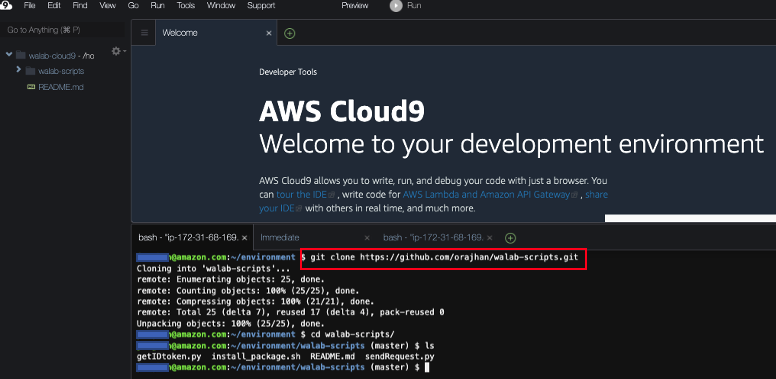 9 File Edit Find View Go Run Tools Window Support Preview Run
Go to Anything (⌘ P)
Welcome ×
walab-cloud9 - /ho
walab-scripts
README.md
Developer Tools
AWS Cloud9
Welcome to your development environment
AWS Cloud9 allows you to write, run, and debug your code with just a browser. You
can tour the IDE , write code for AWS Lambda and Amazon API Gateway , share
your IDE with others in real time, and much more.
bash - "ip-172-31-68-169. × Immediate × bash - "ip-172-31-68-169. ×
@amazon.com:~/environment $ git clone https://github.com/orajhan/walab-scripts.git
Cloning into 'walab-scripts'...
remote: Enumerating objects: 25, done.
remote: Counting objects: 100% (25/25), done.
remote: Compressing objects: 100% (21/21), done.
remote: Total 25 (delta 7), reused 17 (delta 4), pack-reused 0
Unpacking objects: 100% (25/25), done.
@amazon.com:~/environment $ cd walab-scripts/
@amazon.com:~/environment/walab-scripts (master) $ ls
getIDtoken.py install_package.sh README.md sendRequest.py
@amazon.com:~/environment/walab-scripts (master) $